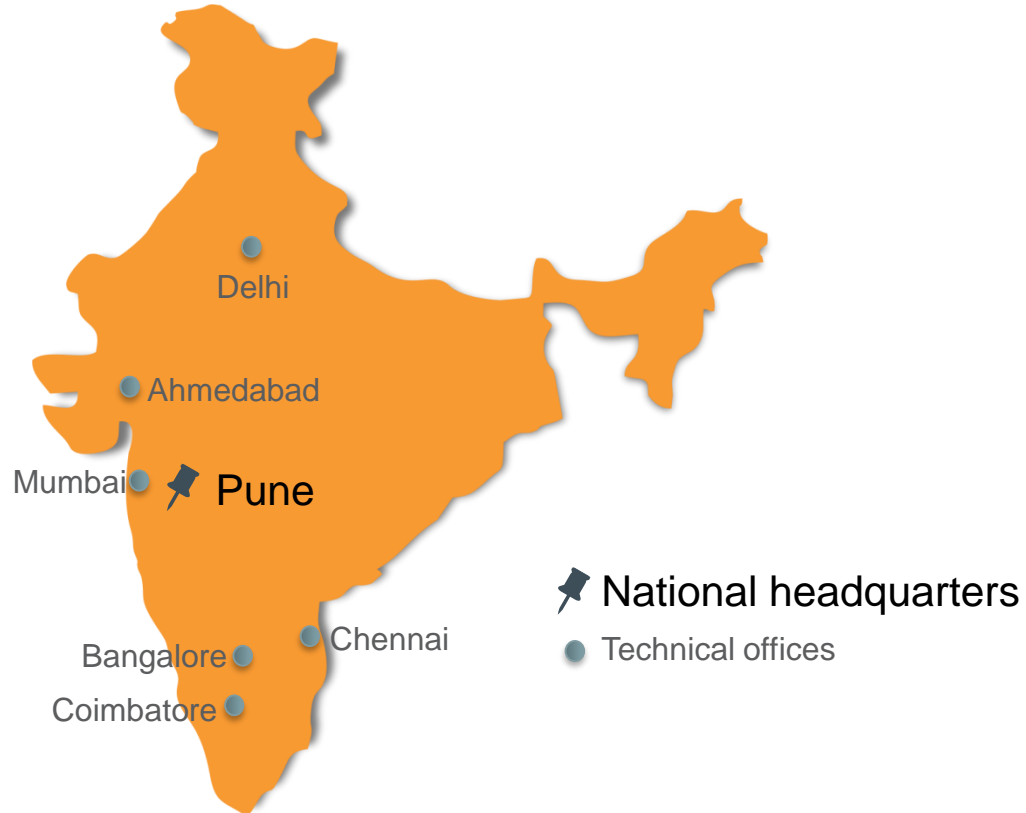 Delhi
Ahmedabad
Mumbai
Pune
National headquarters
Chennai
Technical offices
Bangalore
Coimbatore